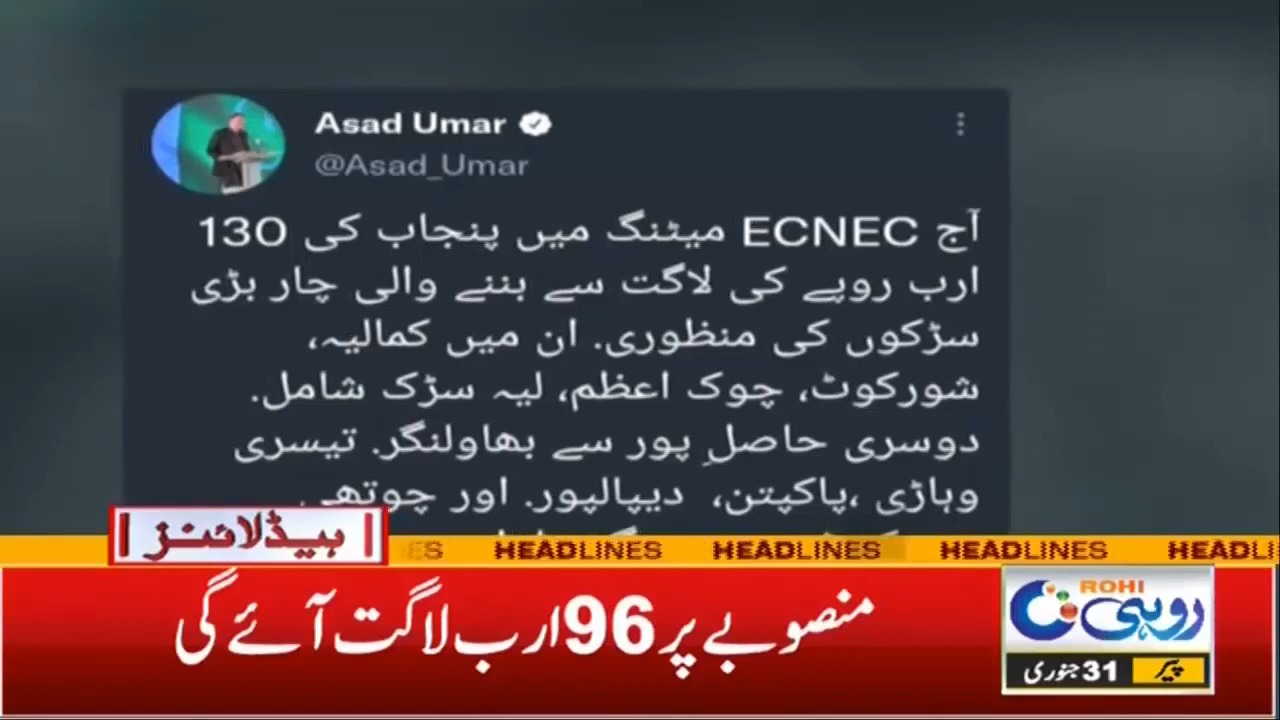 Asad Umar
@Asad_Umar
آج ECNEC میٹنگ میں پنجاب کی 130
ارب روپے کی لاگت سے بننے والی چار بڑی
سڑکوں کی منظوری. ان میں کمالیہ،
شورکوٹ، چوک اعظم، لیہ سڑک شامل.
دوسری حاصلِ پور سے بھاولنگر. تیسری
وہاڑی ،پاکپتن، دیپالپور. اور چوتھی
ہیڈلائنز
ES HEADLINES HEADLINES HEADLINES HEADLI
منصوبے پر 96 ارب لاگت آئے گی
ROHI
روہی
پیر 31 جنوری